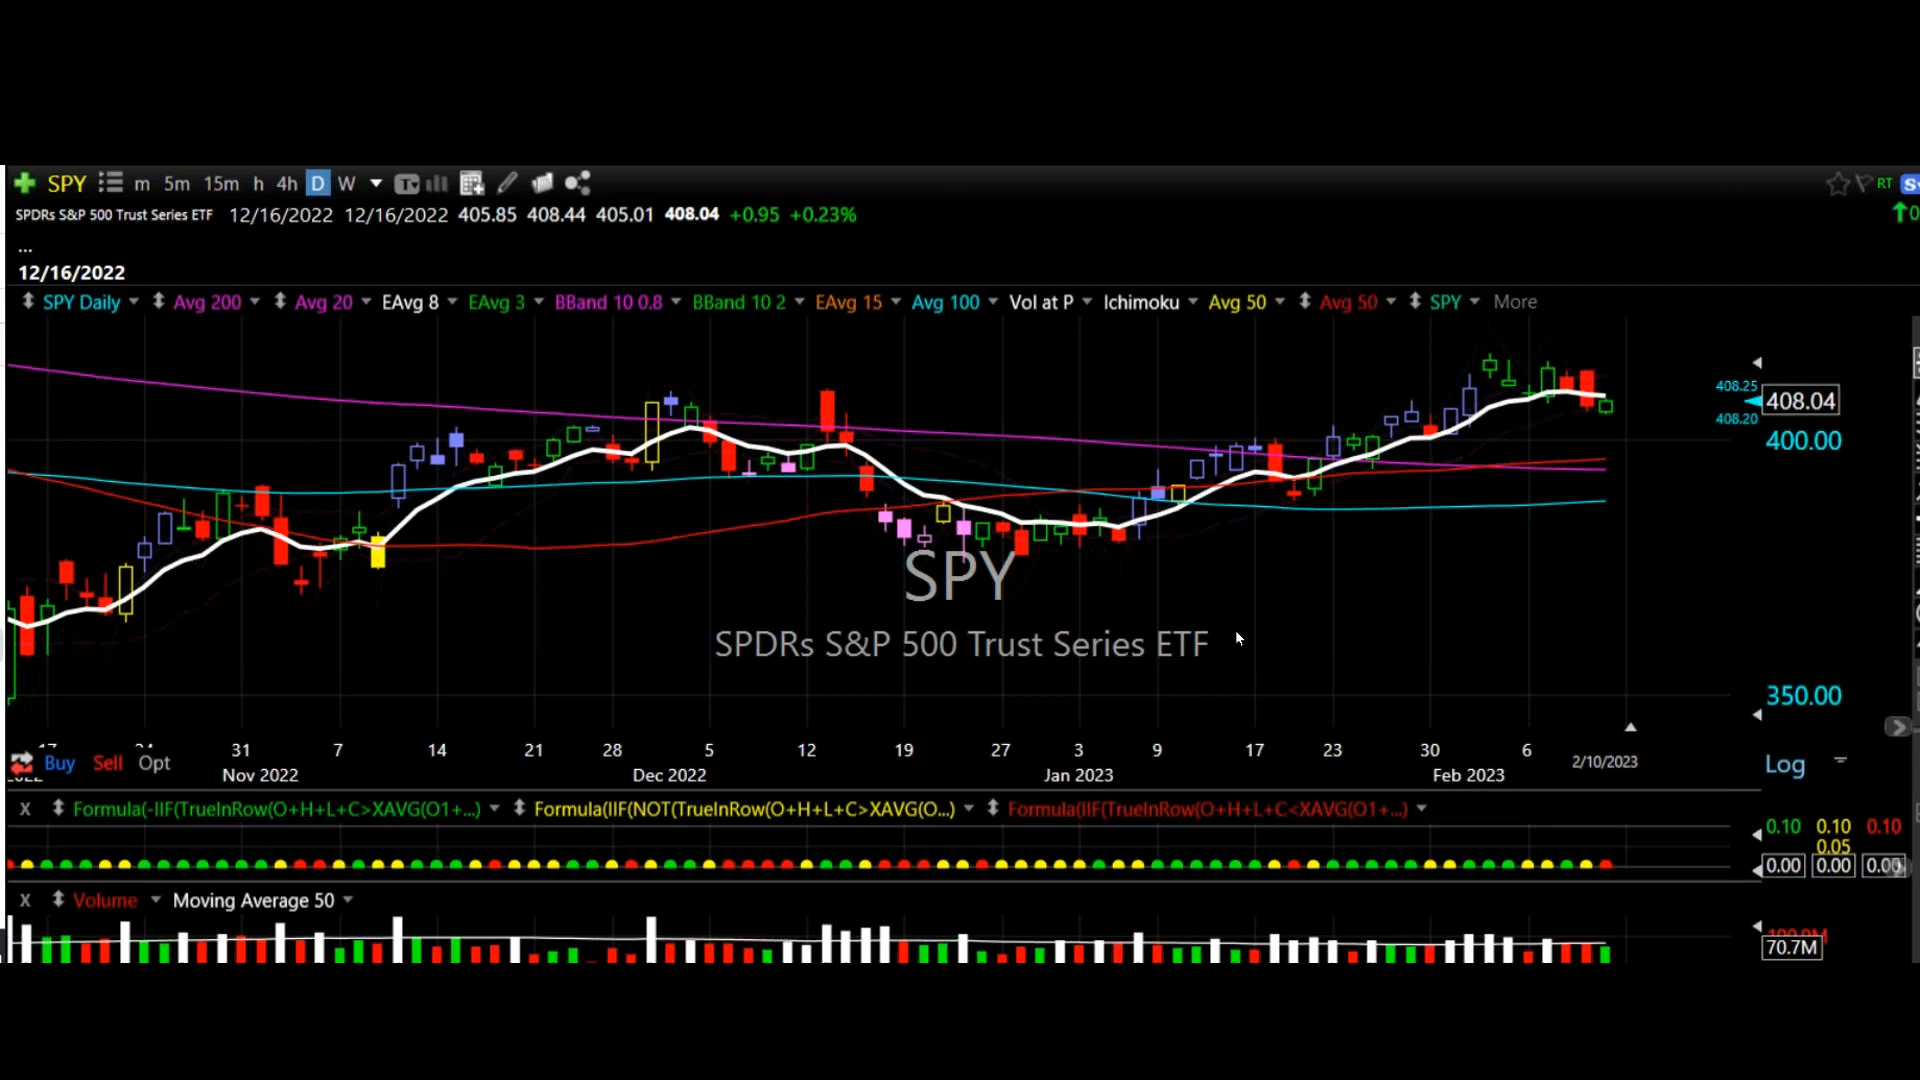 SPY m 5m 15m h 4h D W RT
SPDRs S&P 500 Trust Series ETF 12/16/2022 12/16/2022 405.85 408.44 405.01 408.04 +0.95 +0.23%
...
12/16/2022
SPY Daily Avg 200 Avg 20 EAvg 8 EAvg 3 BBand 10 0.8 BBand 10 2 EAvg 15 Avg 100 Vol at P Ichimoku Avg 50 Avg 50 SPY More
408.25
408.04
408.20
400.00
SPY
SPDRs S&P 500 Trust Series ETF
350.00
31 7 14 21 28 5 12 19 27 3 9 17 23 30 6
Nov 2022 Dec 2022 Jan 2023 Feb 2023 2/10/2023
Buy Sell Opt Log
X Formula(-IIF(TrueInRow(O+H+L+C>XAVG(O1+...) Formula(IIF(NOT(TrueInRow(O+H+L+C>XAVG(O...) Formula(IIF(TrueInRow(O+H+L+C<XAVG(O1+...)
0.10 0.10 0.10
0.05
0.00 0.00 0.00
X Volume Moving Average 50
70.7M